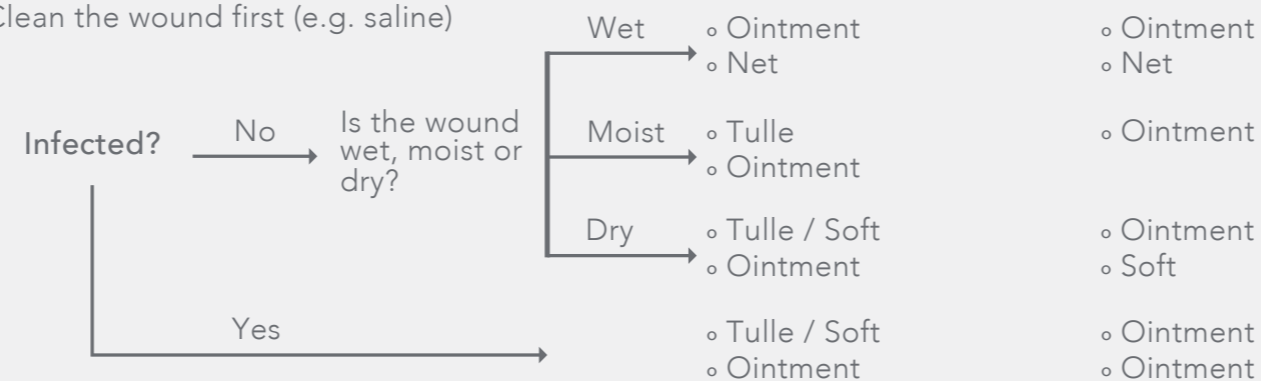 Clean the wound first (e.g. saline)
Wet
◦ Ointment
◦ Net
◦ Ointment
◦ Net
Infected?
No
Is the wound
wet, moist or
dry?
Moist
◦ Tulle
◦ Ointment
◦ Ointment
Dry
◦ Tulle / Soft
◦ Ointment
◦ Ointment
◦ Soft
Yes
◦ Tulle / Soft
◦ Ointment
◦ Ointment
◦ Ointment